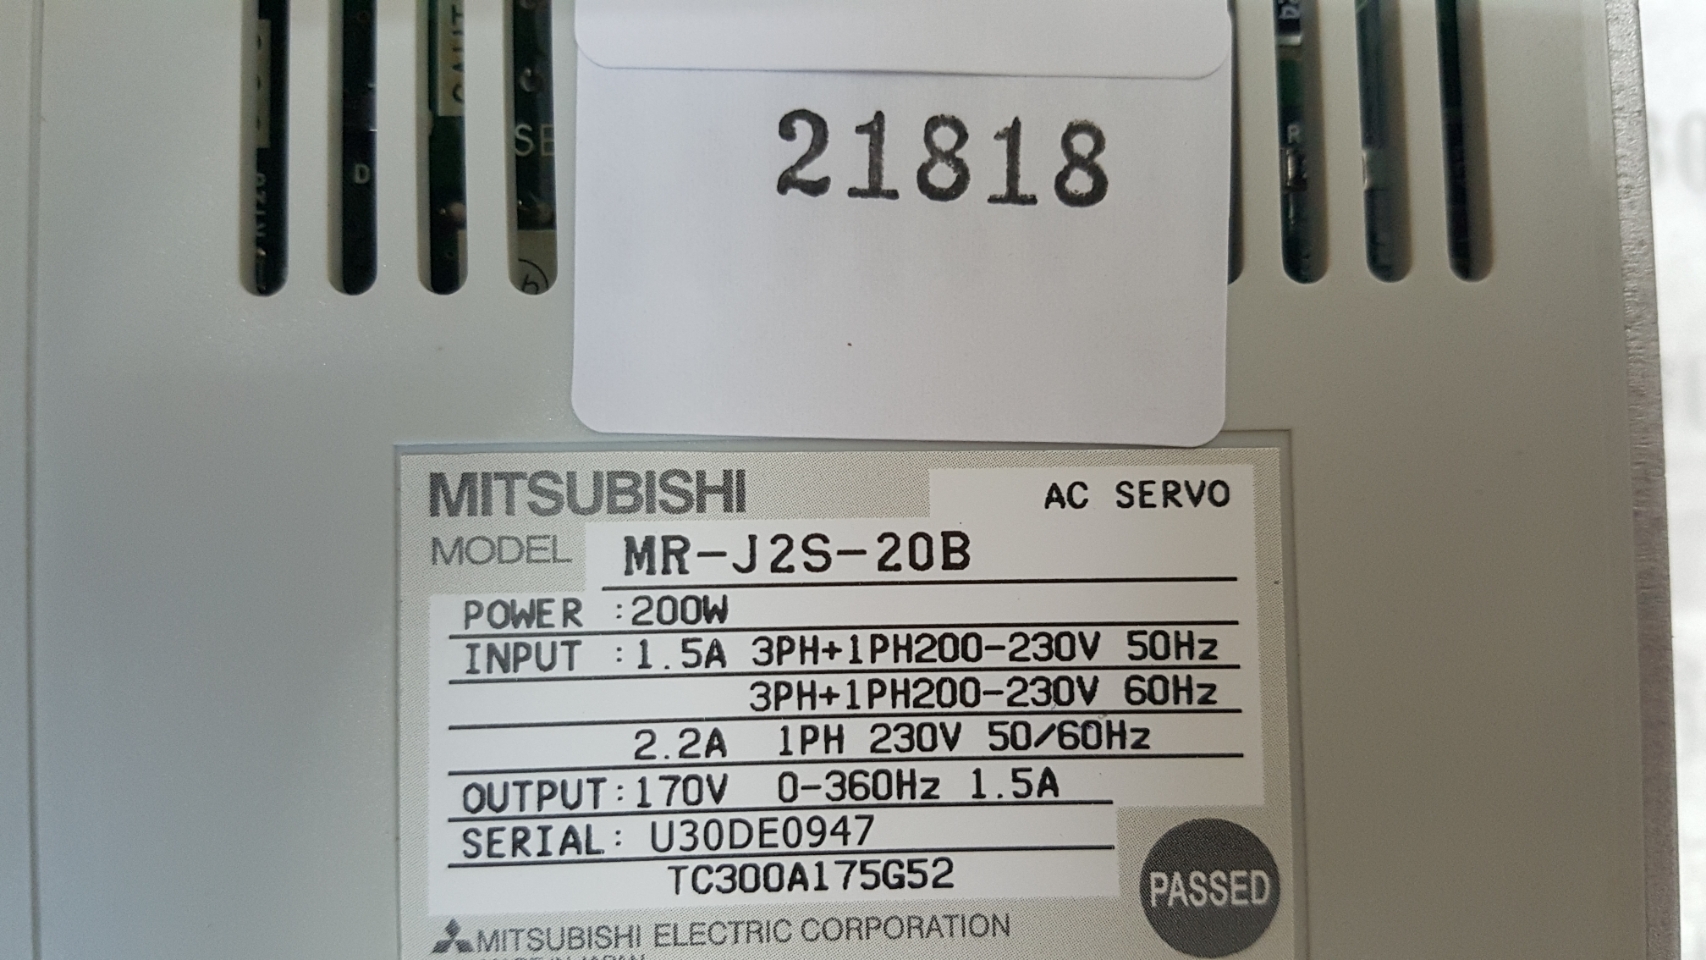 21818
SE
D
R
MITSUBISHI
AC SERVO
MODEL MR-J2S-20B
POWER :200W
INPUT :1.5A 3PH+1PH200-230V 50Hz
3PH+1PH200-230V 60Hz
2.2A 1PH 230V 50/60Hz
OUTPUT:170V 0-360Hz 1.5A
SERIAL: U30DE0947
TC300A175G52
PASSED
MITSUBISHI ELECTRIC CORPORATION